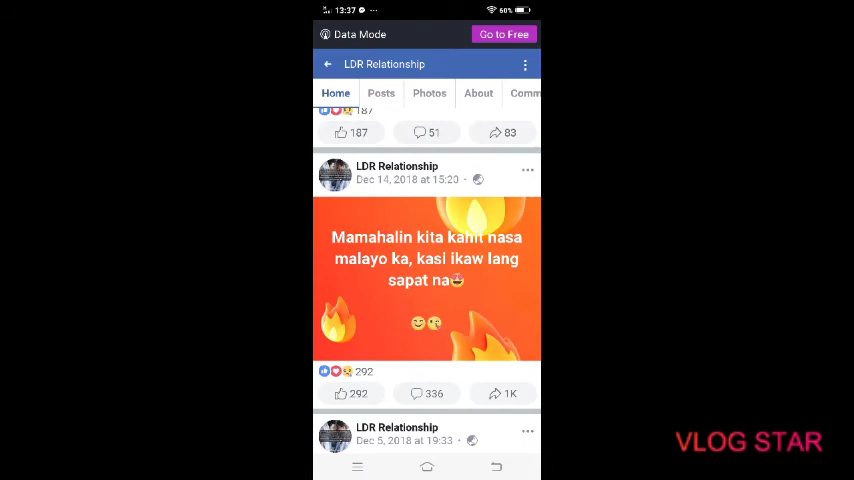 13:37 ... 60%
Data Mode Go to Free
LDR Relationship
Home Posts Photos About Comm
187
187 51 83
LDR Relationship
Dec 14, 2018 at 15:20 ·
Mamahalin kita kahit nasa
malayo ka, kasi ikaw lang
sapat na😍
😊😘
292
292 336 1K
LDR Relationship
Dec 5, 2018 at 19:33 ·
VLOG STAR